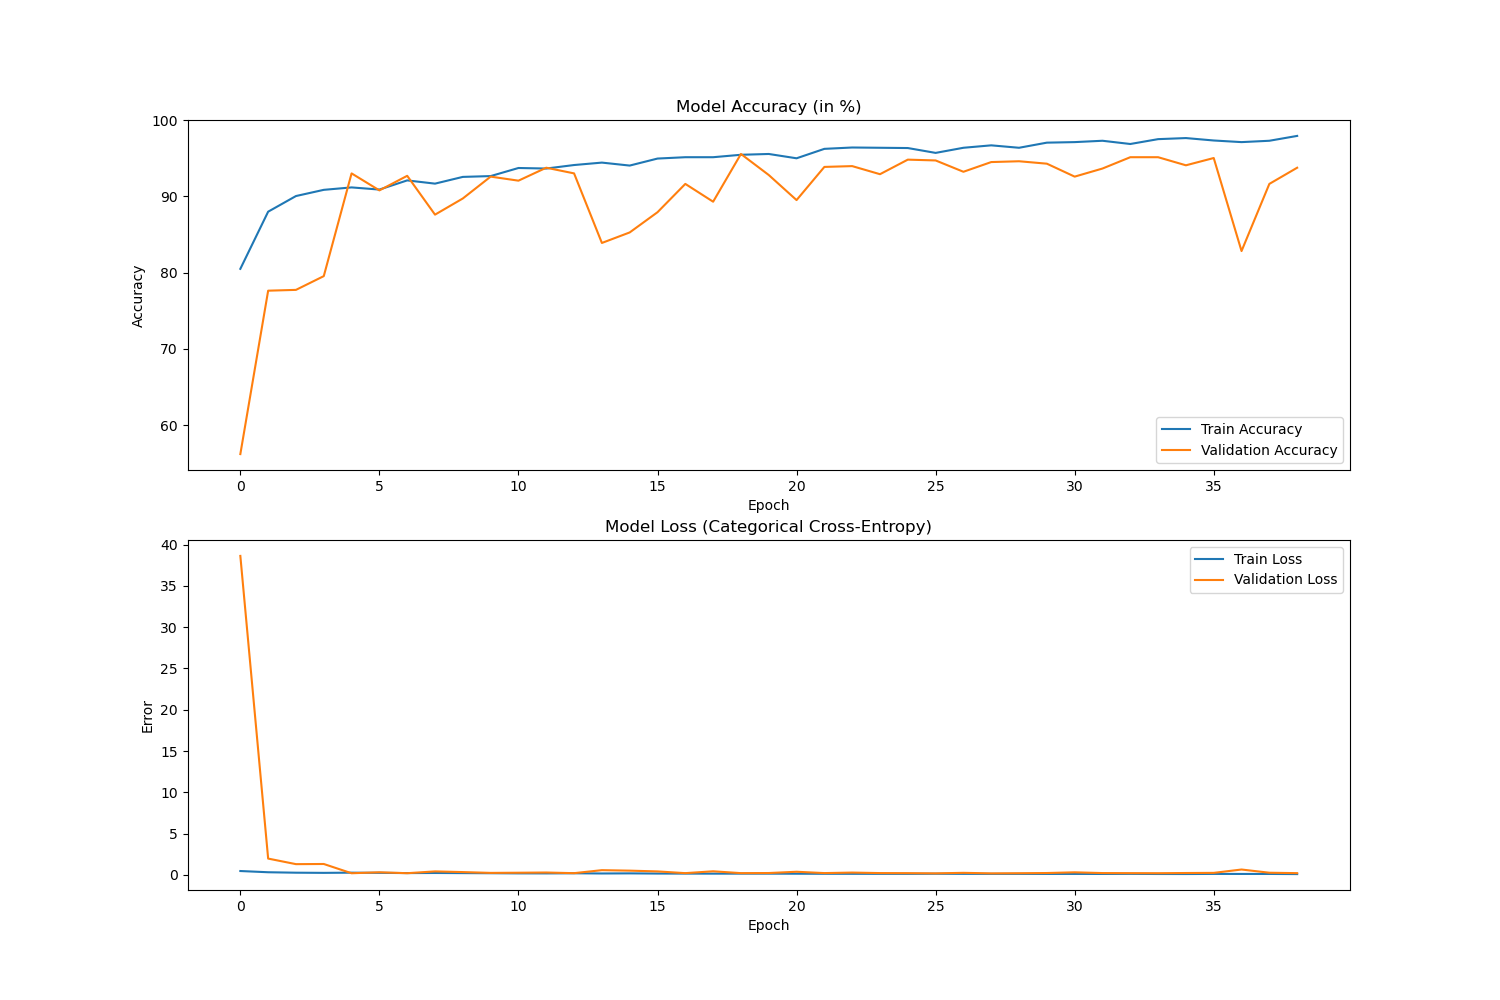 Model Accuracy (in %)
100
90
80
70
60
Accuracy
Train Accuracy
Validation Accuracy
0 5 10 15 20 25 30 35
Epoch
Model Loss (Categorical Cross-Entropy)
40
35
30
25
20
15
10
5
0
Error
Train Loss
Validation Loss
0 5 10 15 20 25 30 35
Epoch